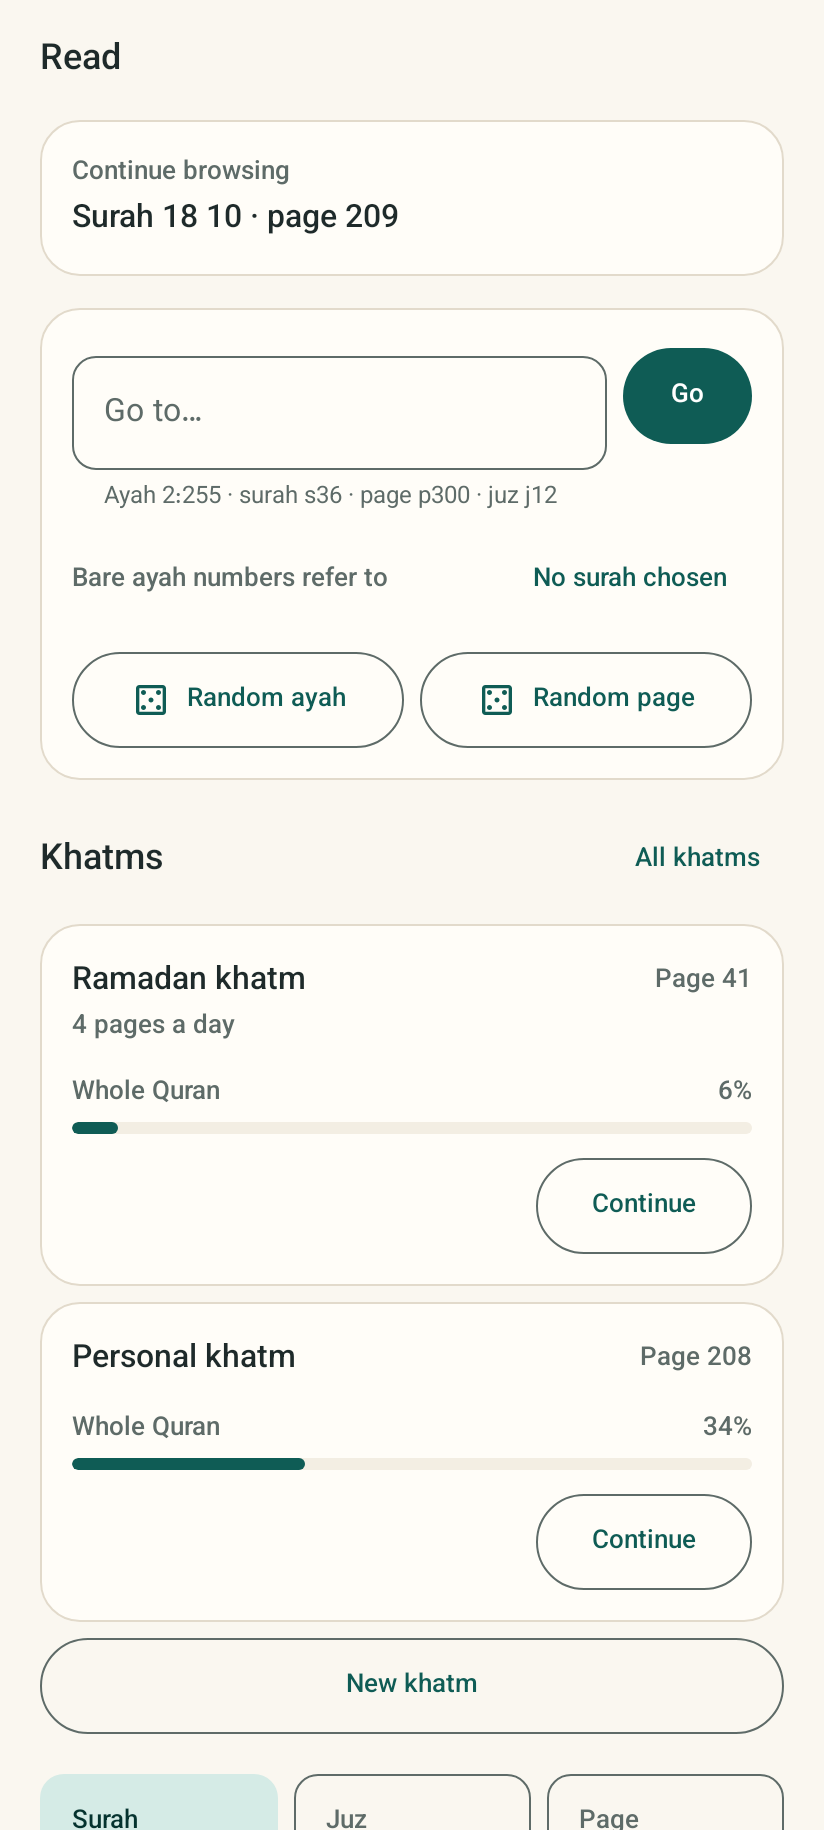 Read
Continue browsing
Surah 18 10 · page 209
Go to…
Go
Ayah 2:255 · surah s36 · page p300 · juz j12
Bare ayah numbers refer to
No surah chosen
Random ayah
Random page
Khatms
All khatms
Ramadan khatm
Page 41
4 pages a day
Whole Quran
6%
Continue
Personal khatm
Page 208
Whole Quran
34%
Continue
New khatm
Surah
Juz
Page